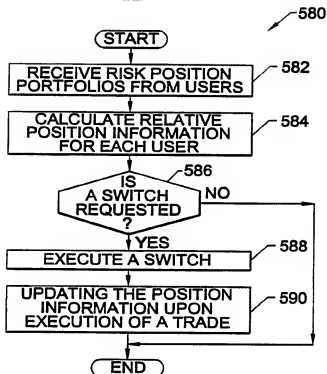 580
START
RECEIVE RISK POSITION
PORTFOLIOS FROM USERS
582
CALCULATE RELATIVE
POSITION INFORMATION
FOR EACH USER
584
586
IS
A SWITCH
REQUESTED
?
NO
YES
EXECUTE A SWITCH
588
UPDATING THE POSITION
INFORMATION UPON
EXECUTION OF A TRADE
590
END